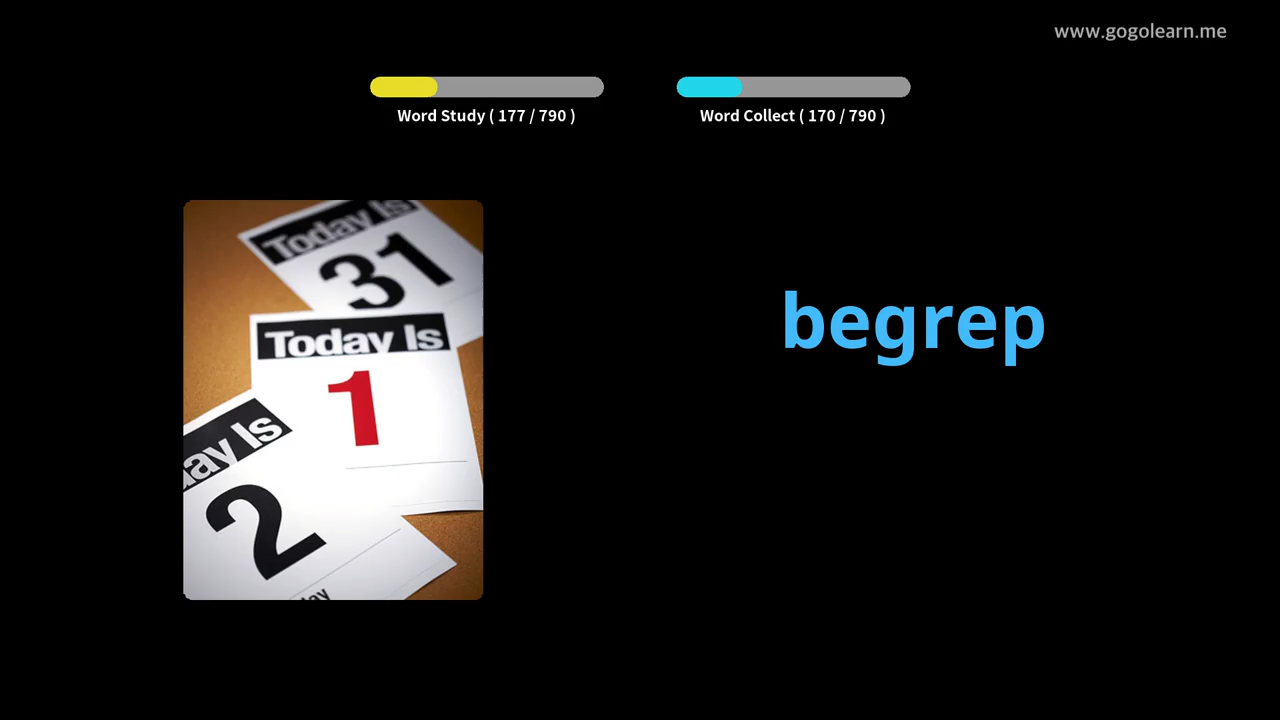 www.gogolearn.me
Word Study ( 177 / 790 )
Word Collect ( 170 / 790 )
Today Is
31
Today Is
1
ay Is
2
begrep